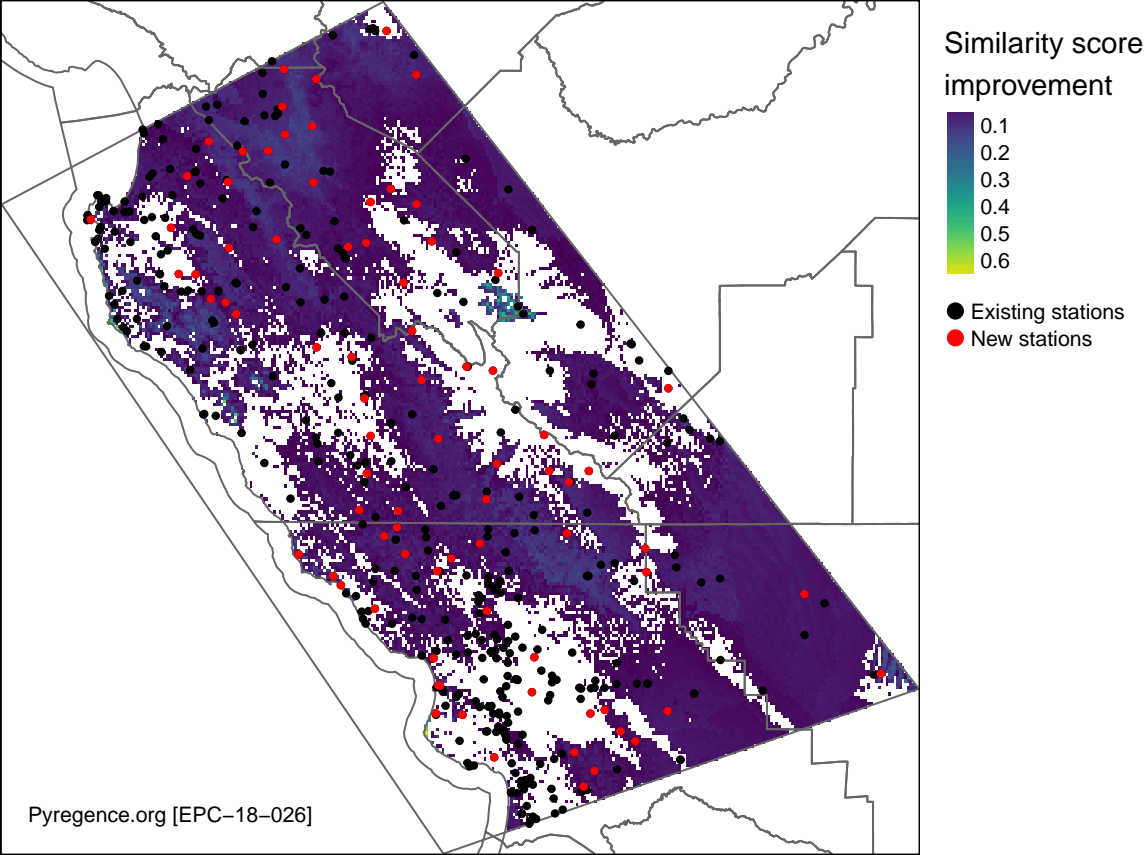 Similarity score
improvement
0.1
0.2
0.3
0.4
0.5
0.6
Existing stations
New stations
Pyregence.org [EPC−18−026]